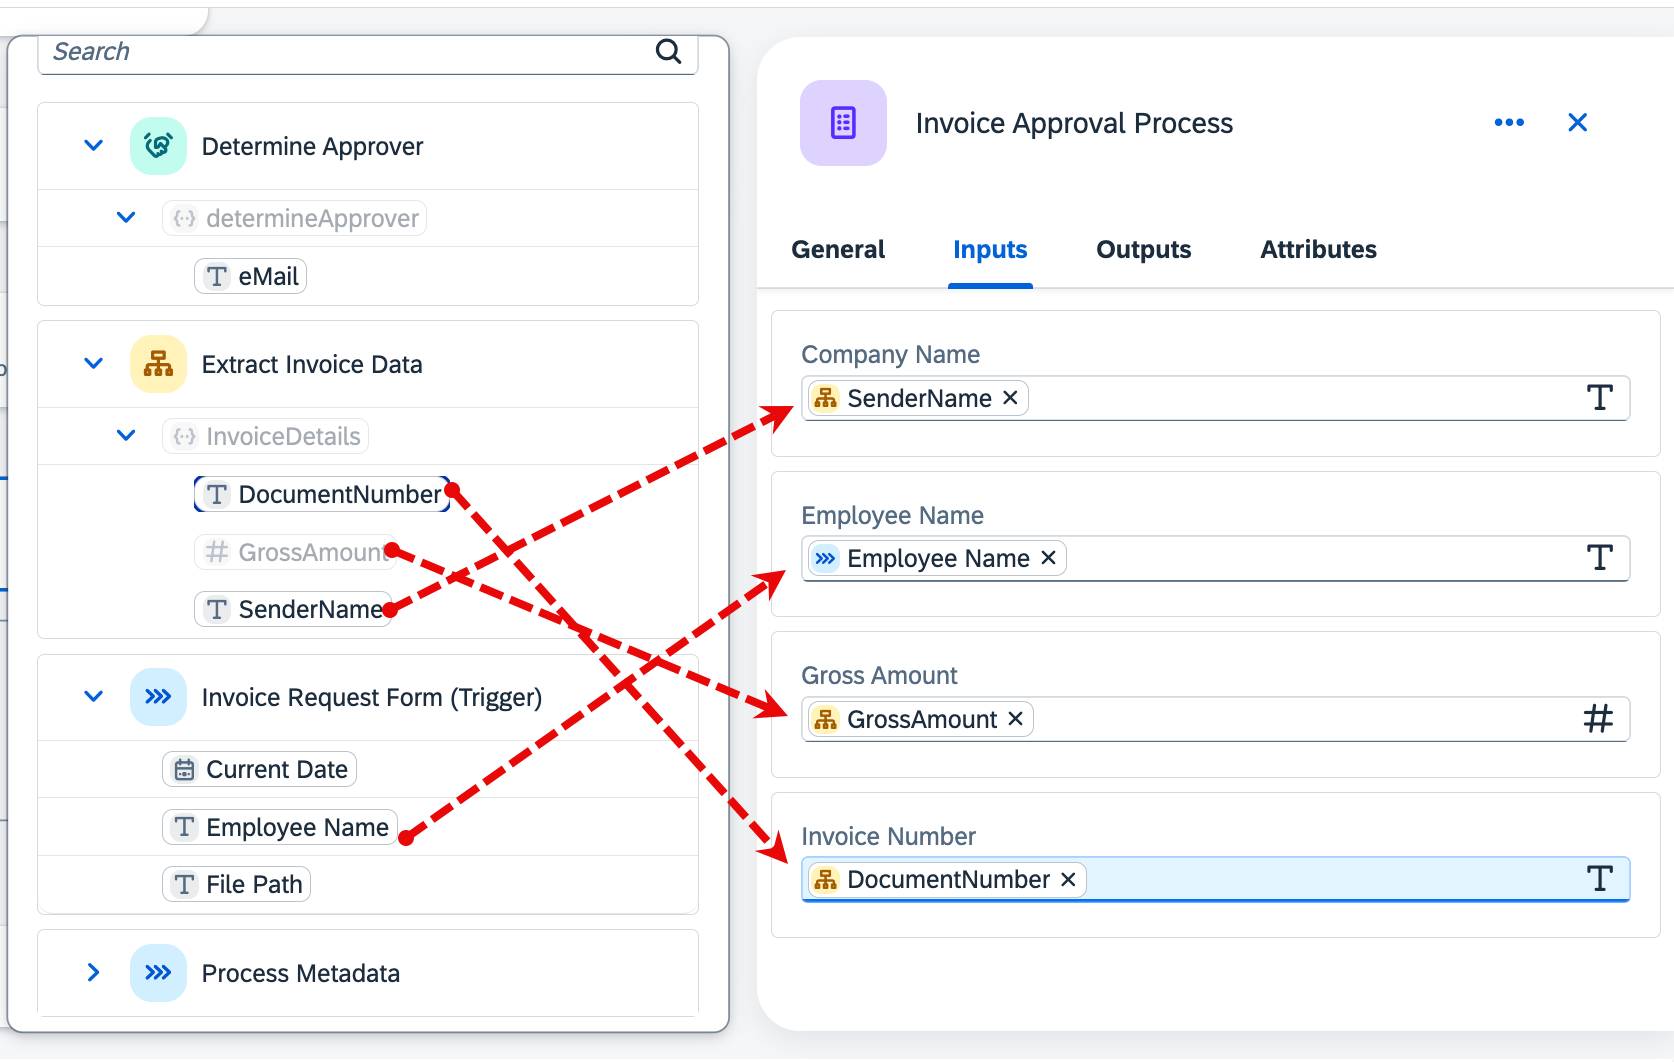 Search
Determine Approver
determineApprover
eMail
Extract Invoice Data
InvoiceDetails
DocumentNumber
GrossAmount
SenderName
Invoice Request Form (Trigger)
Current Date
Employee Name
File Path
Process Metadata
Invoice Approval Process
General Inputs Outputs Attributes
Company Name
SenderName
Employee Name
Employee Name
Gross Amount
GrossAmount
Invoice Number
DocumentNumber